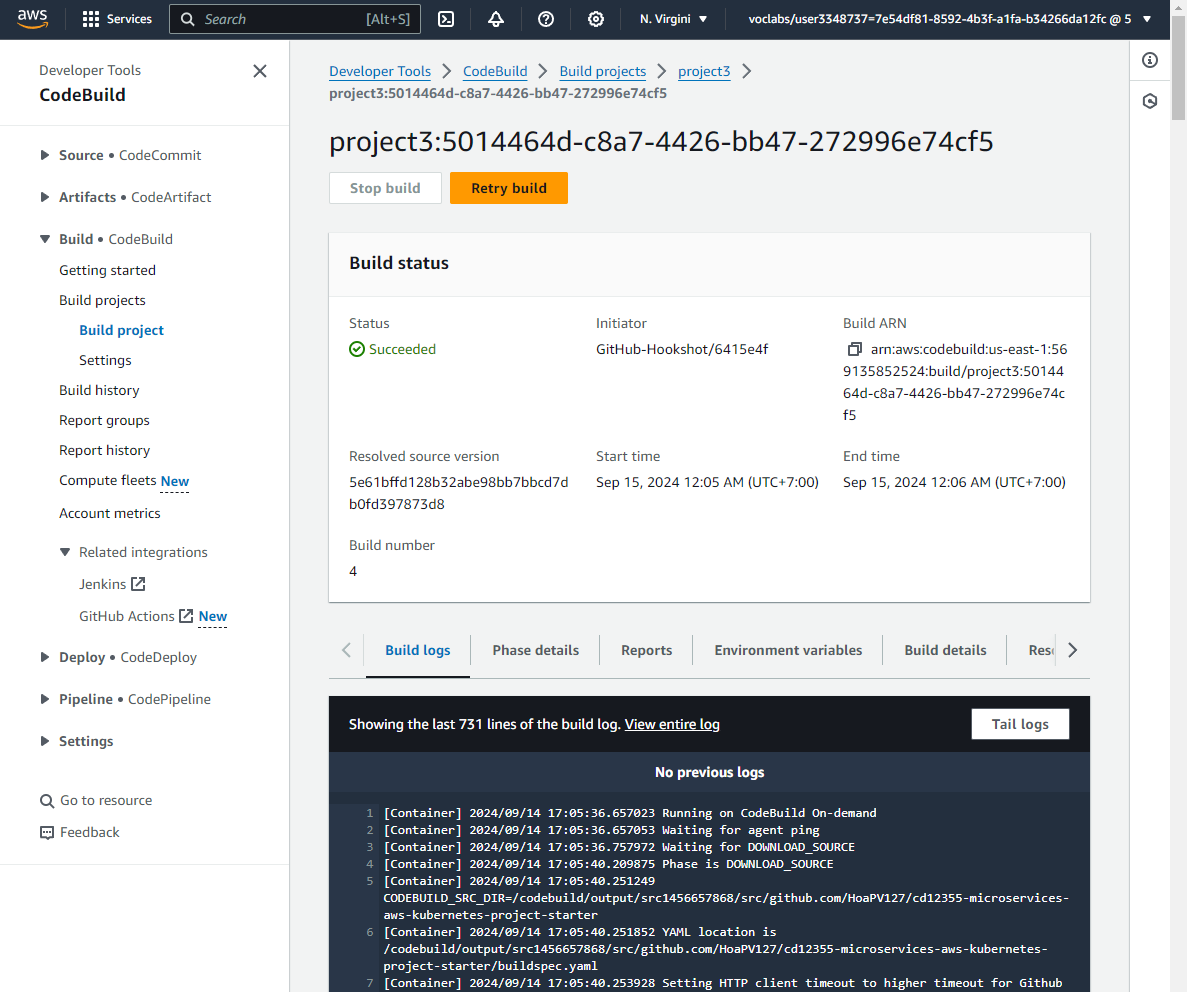 aws
Services
Search [Alt+S]
N. Virgini
voclabs/user3348737=7e54df81-8592-4b3f-a1fa-b34266da12fc @ 5
Developer Tools
CodeBuild
Source • CodeCommit
Artifacts • CodeArtifact
Build • CodeBuild
Getting started
Build projects
Build project
Settings
Build history
Report groups
Report history
Compute fleets New
Account metrics
Related integrations
Jenkins
GitHub Actions New
Deploy • CodeDeploy
Pipeline • CodePipeline
Settings
Go to resource
Feedback
Developer Tools
CodeBuild
Build projects
project3
project3:5014464d-c8a7-4426-bb47-272996e74cf5
project3:5014464d-c8a7-4426-bb47-272996e74cf5
Stop build
Retry build
Build status
Status
Succeeded
Initiator
GitHub-Hookshot/6415e4f
Build ARN
arn:aws:codebuild:us-east-1:56
9135852524:build/project3:50144
64d-c8a7-4426-bb47-272996e74c
f5
Resolved source version
5e61bffd128b32abe98bb7bbcd7d
b0fd397873d8
Start time
Sep 15, 2024 12:05 AM (UTC+7:00)
End time
Sep 15, 2024 12:06 AM (UTC+7:00)
Build number
4
Build logs
Phase details
Reports
Environment variables
Build details
Res
Showing the last 731 lines of the build log. View entire log
Tail logs
No previous logs
1 [Container] 2024/09/14 17:05:36.657023 Running on CodeBuild On-demand
2 [Container] 2024/09/14 17:05:36.657053 Waiting for agent ping
3 [Container] 2024/09/14 17:05:36.757972 Waiting for DOWNLOAD_SOURCE
4 [Container] 2024/09/14 17:05:40.209875 Phase is DOWNLOAD_SOURCE
5 [Container] 2024/09/14 17:05:40.251249
CODEBUILD_SRC_DIR=/codebuild/output/src1456657868/src/github.com/HoaPV127/cd12355-microservices-
aws-kubernetes-project-starter
6 [Container] 2024/09/14 17:05:40.251852 YAML location is
/codebuild/output/src1456657868/src/github.com/HoaPV127/cd12355-microservices-aws-kubernetes-
project-starter/buildspec.yaml
7 [Container] 2024/09/14 17:05:40.253928 Setting HTTP client timeout to higher timeout for Github